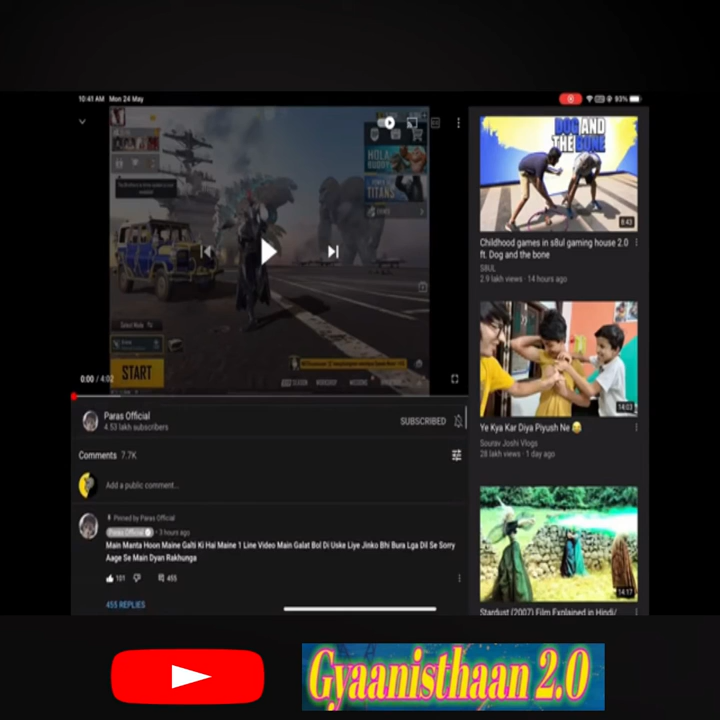 10:41 AM Mon 24 May
93%
HOLA
BUDDY
TITANS
Select Mode
START
0:00 / 4:02
Paras Official
4.53 lakh subscribers
SUBSCRIBED
Comments 7.7K
Add a public comment...
Pinned by Paras Official
Paras Official • 3 hours ago
Main Manta Hoon Maine Galti Ki Hai Maine 1 Line Video Main Galat Bol Di Uske Liye Jinko Bhi Bura Lga Dil Se Sorry
Aage Se Main Dyan Rakhunga
101 455
455 REPLIES
DOG AND
THE BONE
8:43
Childhood games in s8ul gaming house 2.0
ft. Dog and the bone
S8UL
2.9 lakh views · 14 hours ago
14:03
Ye Kya Kar Diya Piyush Ne 😂
Sourav Joshi Vlogs
28 lakh views · 1 day ago
14:17
Stardust (2007) Film Explained in Hindi/
Gyaanisthaan 2.0